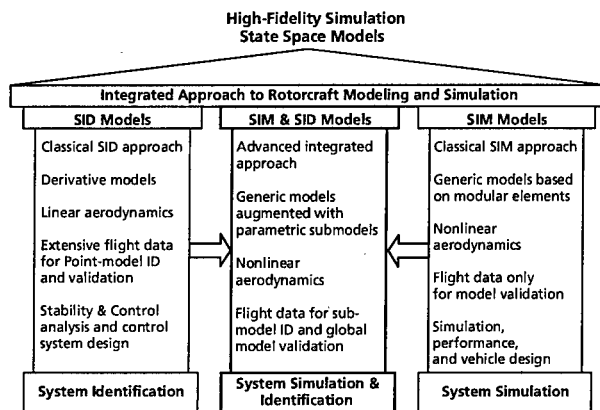 High-Fidelity Simulation
State Space Models
Integrated Approach to Rotorcraft Modeling and Simulation
SID Models
Classical SID approach
Derivative models
Linear aerodynamics
Extensive flight data
for Point-model ID
and validation
Stability & Control
analysis and control
system design
System Identification
SIM & SID Models
Advanced integrated
approach
Generic models
augmented with
parametric submodels
Nonlinear
aerodynamics
Flight data for sub-
model ID and global
model validation
System Simulation &
Identification
SIM Models
Classical SIM approach
Generic models based
on modular elements
Nonlinear
aerodynamics
Flight data only
for model validation
Simulation,
performance,
and vehicle design
System Simulation